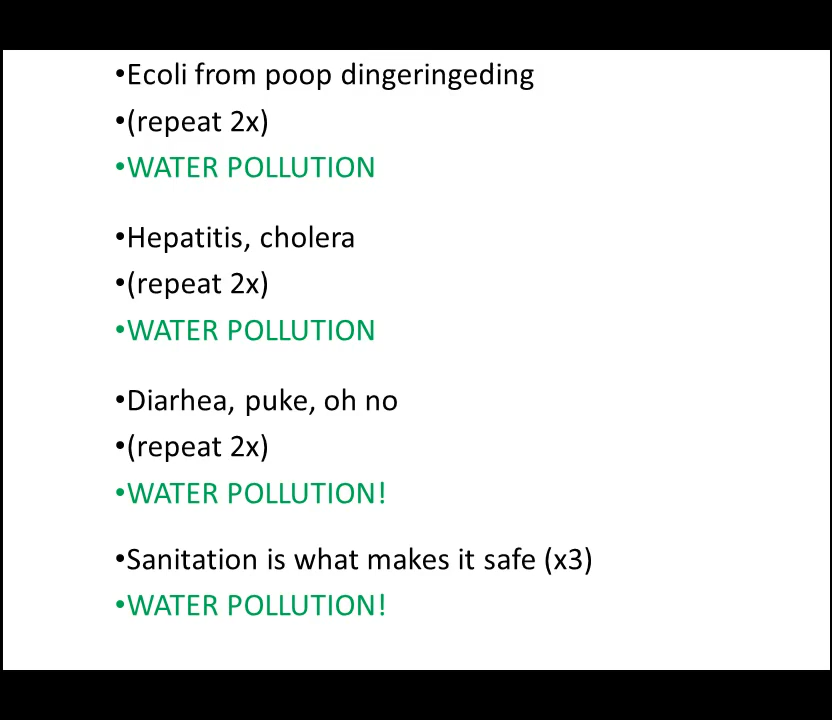 •Ecoli from poop dingeringeding
•(repeat 2x)
•WATER POLLUTION
•Hepatitis, cholera
•(repeat 2x)
•WATER POLLUTION
•Diarhea, puke, oh no
•(repeat 2x)
•WATER POLLUTION!
•Sanitation is what makes it safe (x3)
•WATER POLLUTION!